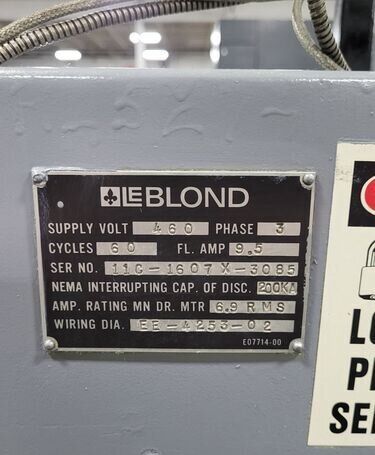 LEBLOND
SUPPLY VOLT 460 PHASE 3
CYCLES 60 FL. AMP 9.5
SER NO. 11C-1607X-3085
NEMA INTERRUPTING CAP. OF DISC. 200KA
AMP. RATING MN DR. MTR 6.9 RMS
WIRING DIA. EE-4253-02
E07714-00